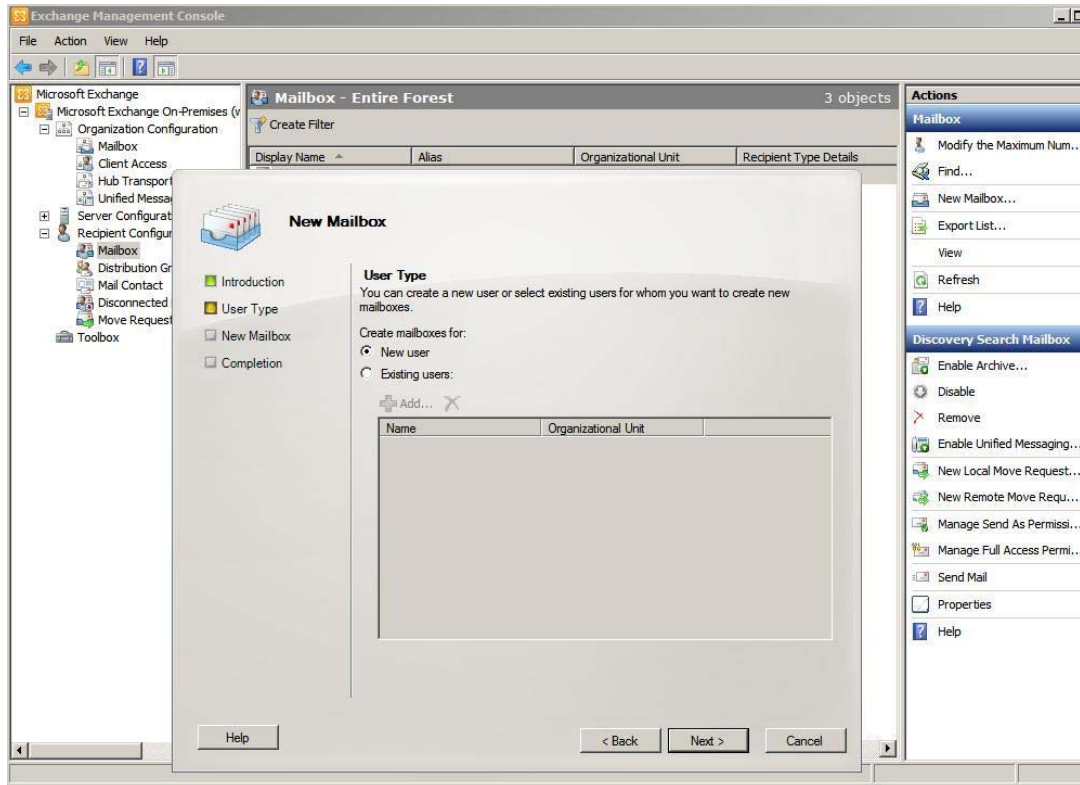 Exchange Management Console
File Action View Help
Microsoft Exchange
Microsoft Exchange On-Premises (w
Organization Configuration
Mailbox
Client Access
Hub Transport
Unified Messa
Server Configurat
Recipient Configur
Mailbox
Distribution Gr
Mail Contact
Disconnected
Move Request
Toolbox
Mailbox - Entire Forest 3 objects
Create Filter
Display Name Alias Organizational Unit Recipient Type Details
New Mailbox
Introduction
User Type
New Mailbox
Completion
User Type
You can create a new user or select existing users for whom you want to create new
mailboxes.
Create mailboxes for:
New user
Existing users:
Add...
Name Organizational Unit
Help < Back Next > Cancel
Actions
Mailbox
Modify the Maximum Num...
Find...
New Mailbox...
Export List...
View
Refresh
Help
Discovery Search Mailbox
Enable Archive...
Disable
Remove
Enable Unified Messaging...
New Local Move Request...
New Remote Move Requ...
Manage Send As Permissi...
Manage Full Access Permi...
Send Mail
Properties
Help